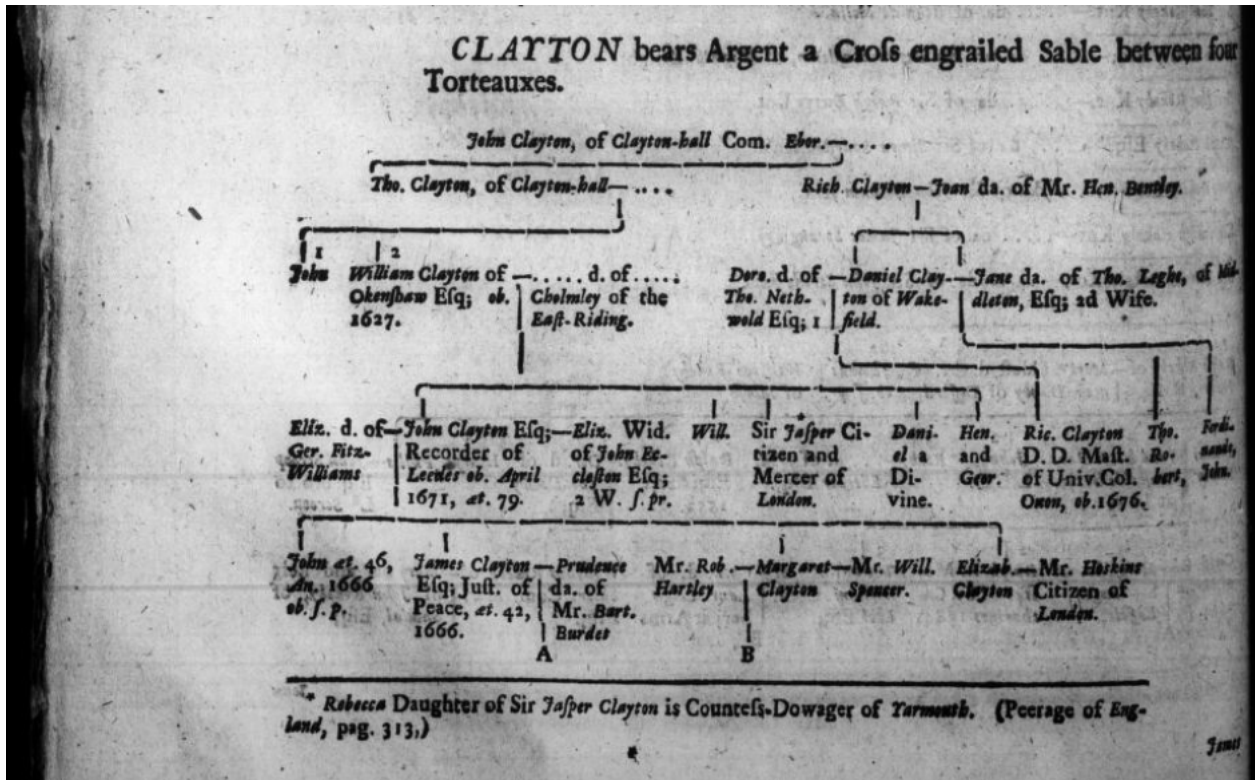 CLAYTON bears Argent a Croſs engrailed Sable between four
Torteauxes.
John Clayton, of Clayton-hall Com. Ebor.—....
Tho. Clayton, of Clayton-hall—....
Rich. Clayton—Joan da. of Mr. Hen. Bentley.
1 2
John
William Clayton of —..... d. of.....
Okenſhaw Eſq; ob. Cholmley of the
1627. Eaſt-Riding.
Doro. d. of —Daniel Clay-—Jane da. of Tho. Leghe, of Mid-
Tho. Neth- ton of Wake- dleton, Eſq; 2d Wife.
wold Eſq; 1 field.
Eliz. d. of—John Clayton Eſq;—Eliz. Wid.
Ger. Fitz- Recorder of of John Ec-
Williams Leedes ob. April cleſton Eſq;
1671, æt. 79. 2 W. ſ. pr.
Will.
Sir Jaſper Ci-
tizen and
Mercer of
London.
*
Dani-
el a
Di-
vine.
Hen.
and
Geor.
Ric. Clayton
D. D. Maſt.
of Univ. Col.
Oxon, ob. 1676.
Tho.
Ro-
bert,
Ferdi-
nando,
John.
John æt. 46,
An. 1666
ob. ſ. p.
James Clayton —Prudence
Eſq; Juſt. of da. of
Peace, æt. 42, Mr. Bart.
1666. Burdet
A
Mr. Rob.—Margaret—Mr. Will.
Hartley Clayton Spencer.
B
Elizab.—Mr. Hoskins
Clayton Citizen of
London.
* Rebecca Daughter of Sir Jaſper Clayton is Counteſs-Dowager of Yarmouth. (Peerage of Eng-
land, pag. 313,)
James